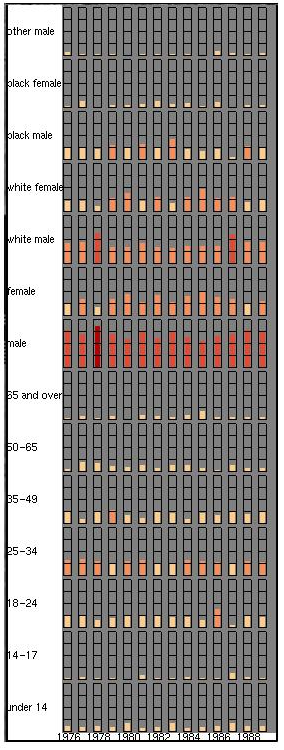 other male
black female
black male
white female
white male
female
male
65 and over
50-65
35-49
25-34
18-24
14-17
under 14
1976 1978 1980 1982 1984 1986 1988